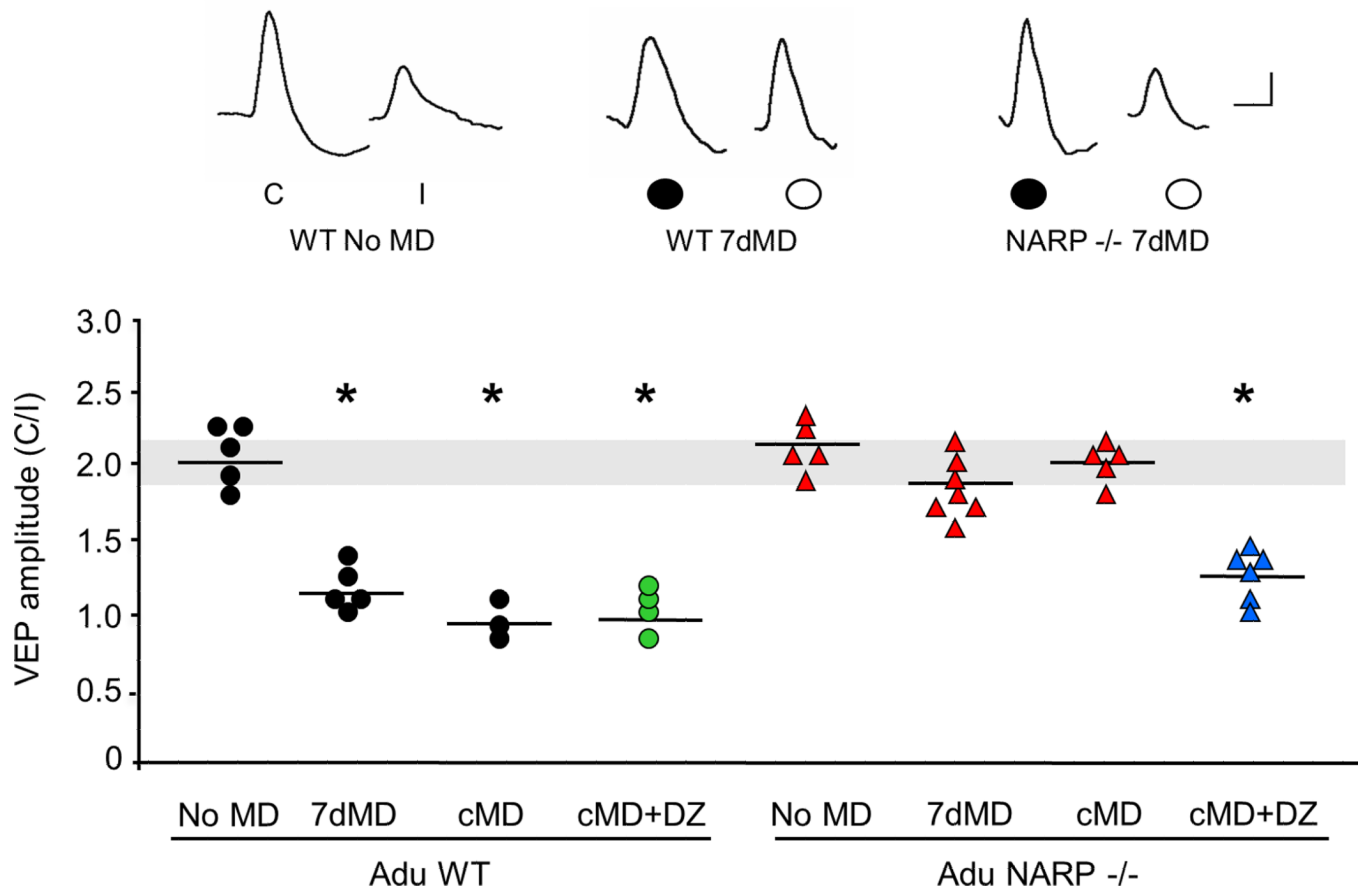 C I
WT No MD WT 7dMD NARP -/- 7dMD
VEP amplitude (C/I)
3.0
2.5
2.0
1.5
1.0
0.5
0
* * * *
No MD 7dMD cMD cMD+DZ No MD 7dMD cMD cMD+DZ
Adu WT Adu NARP -/-